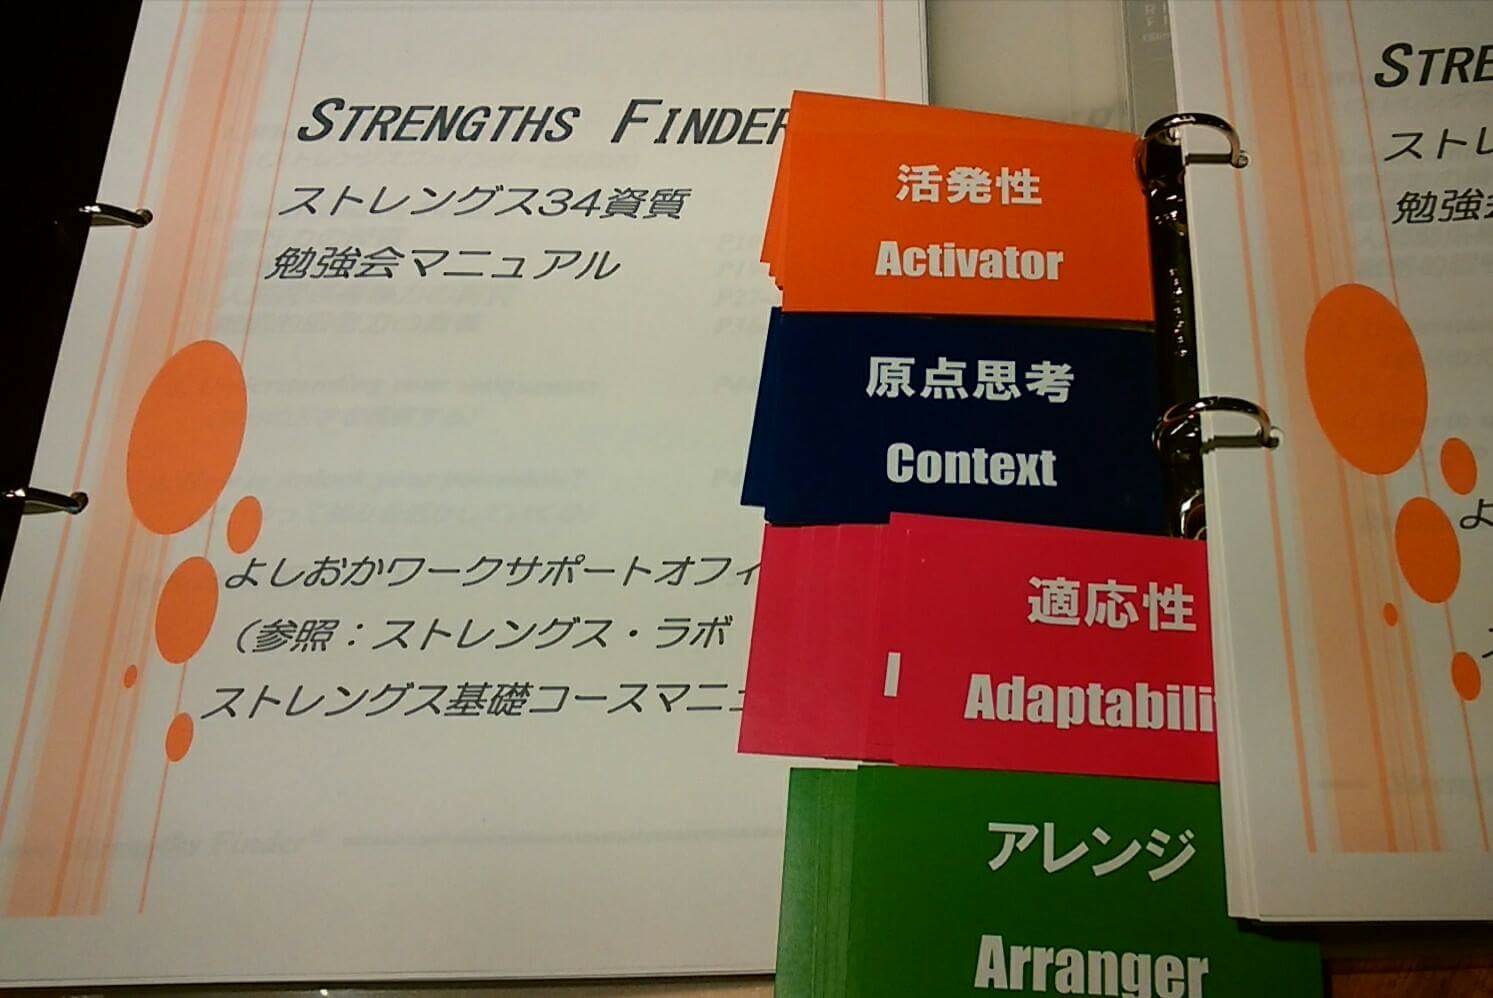 STRENGTHS FINDER
ストレングス34資質
勉強会マニュアル
よしおかワークサポートオフィ
(参照：ストレングス・ラボ
ストレングス基礎コースマニュ
活発性
Activator
原点思考
Context
適応性
Adaptabili
アレンジ
Arranger
STRE
ストレ
勉強
よ